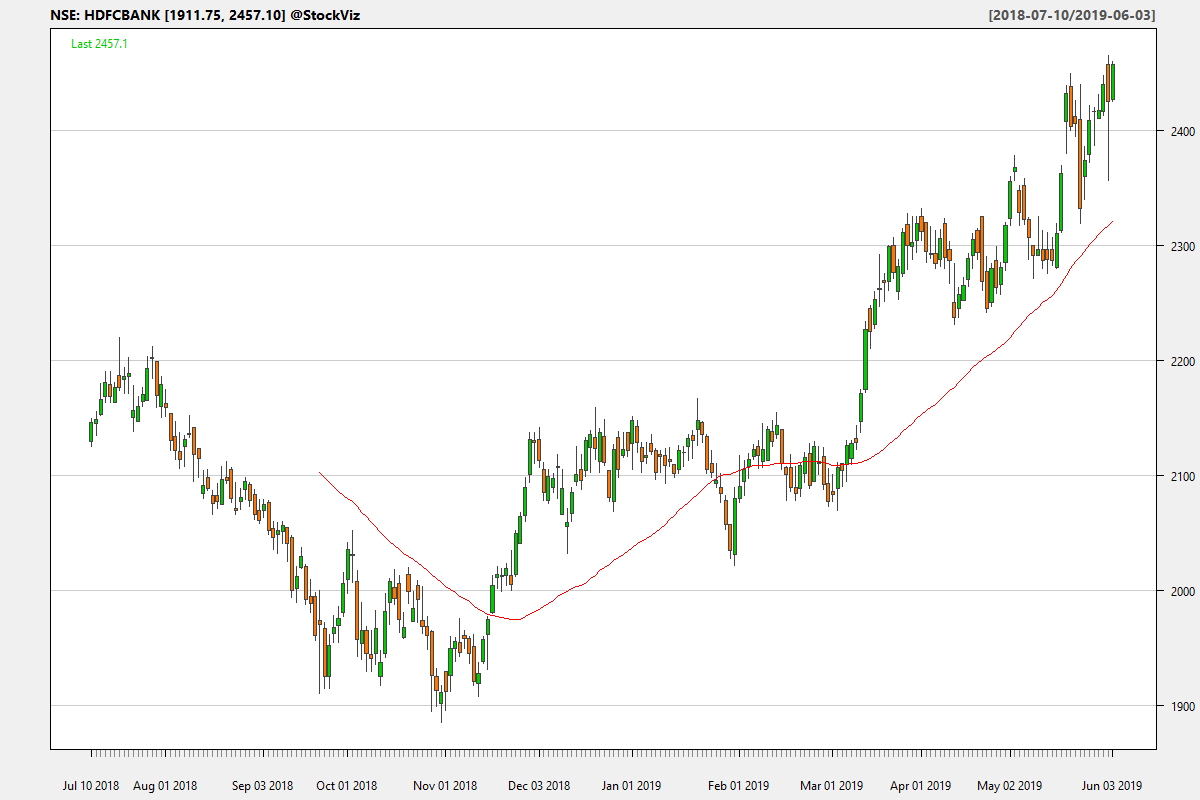 NSE: HDFCBANK [1911.75, 2457.10] @StockViz [2018-07-10/2019-06-03]
Last 2457.1
2400
2300
2200
2100
2000
1900
Jul 10 2018 Aug 01 2018 Sep 03 2018 Oct 01 2018 Nov 01 2018 Dec 03 2018 Jan 01 2019 Feb 01 2019 Mar 01 2019 Apr 01 2019 May 02 2019 Jun 03 2019